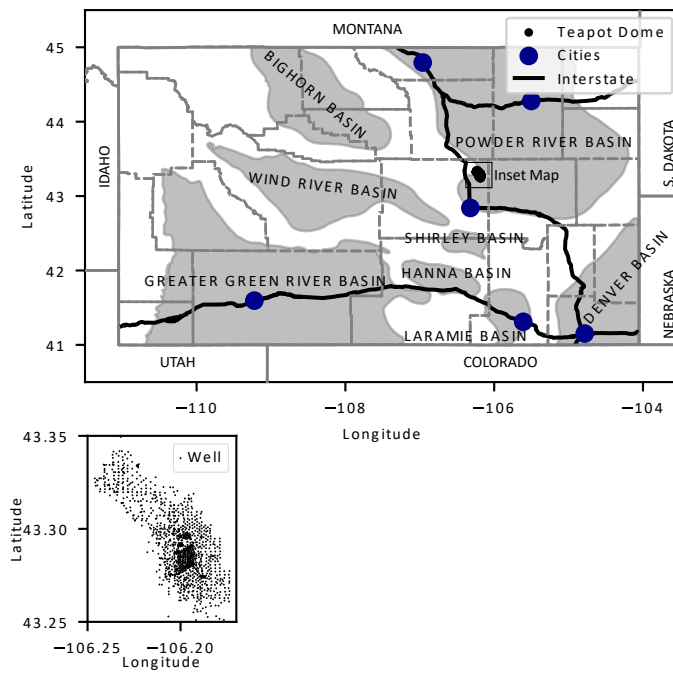 MONTANA
Teapot Dome
Cities
Interstate
45
44
43
42
41
Latitude
IDAHO
S. DAKOTA
NEBRASKA
BIGHORN BASIN
POWDER RIVER BASIN
WIND RIVER BASIN
Inset Map
SHIRLEY BASIN
HANNA BASIN
GREATER GREEN RIVER BASIN
DENVER BASIN
LARAMIE BASIN
UTAH
COLORADO
−110
−108
−106
−104
Longitude
43.35
43.30
43.25
Latitude
Well
−106.25
−106.20
Longitude